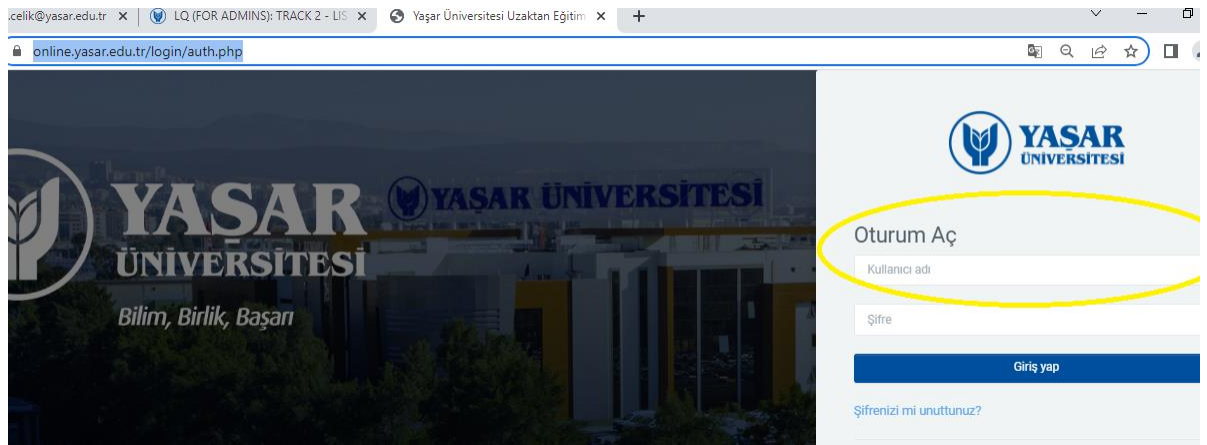 .celik@yasar.edu.tr
LQ (FOR ADMINS): TRACK 2 - LIS
Yaşar Üniversitesi Uzaktan Eğitim
online.yasar.edu.tr/login/auth.php
YAŞAR
ÜNİVERSİTESİ
Bilim, Birlik, Başarı
YAŞAR ÜNİVERSİTESİ
YAŞAR
ÜNİVERSİTESİ
Oturum Aç
Kullanıcı adı
Şifre
Giriş yap
Şifrenizi mi unuttunuz?